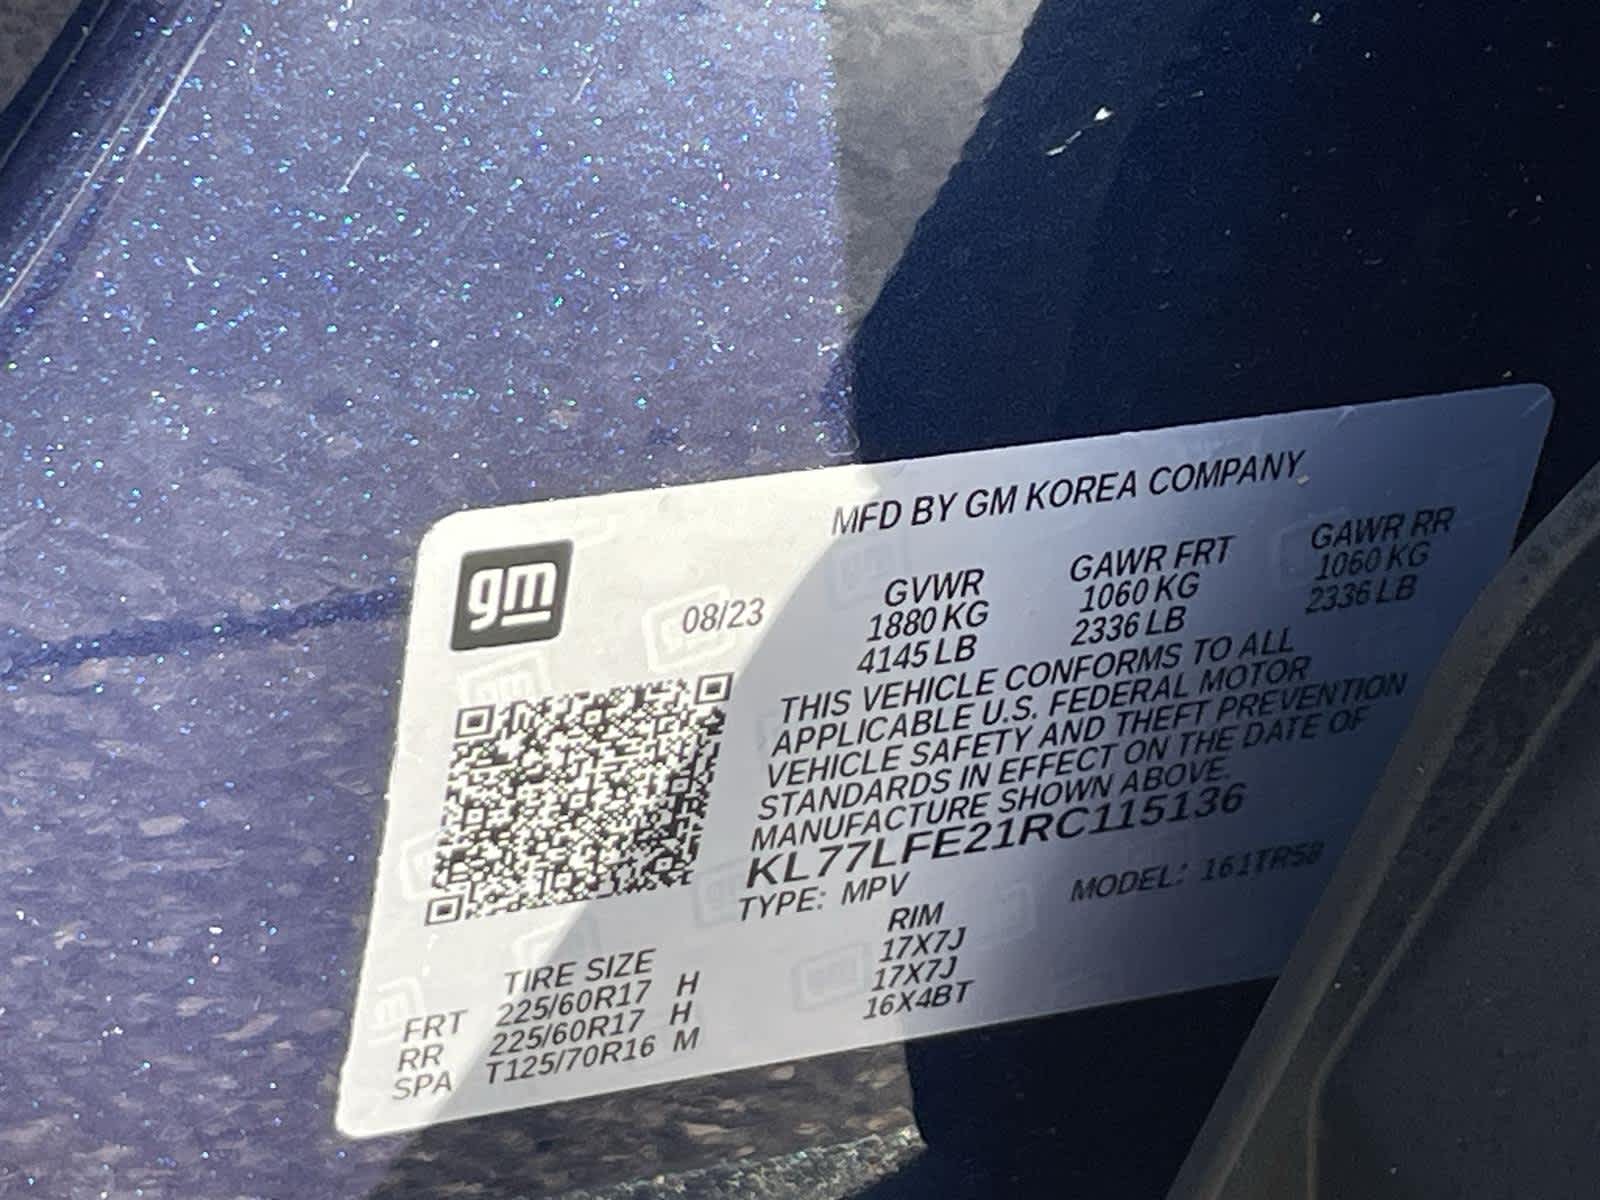 MFD BY GM KOREA COMPANY
gm
08/23
GVWR GAWR FRT GAWR RR
1880 KG 1060 KG 1060 KG
4145 LB 2336 LB 2336 LB
THIS VEHICLE CONFORMS TO ALL
APPLICABLE U.S. FEDERAL MOTOR
VEHICLE SAFETY AND THEFT PREVENTION
STANDARDS IN EFFECT ON THE DATE OF
MANUFACTURE SHOWN ABOVE.
KL77LFE21RC115136
TYPE: MPV MODEL: 161TR58
TIRE SIZE RIM
FRT 225/60R17 H 17X7J
RR 225/60R17 H 17X7J
SPA T125/70R16 M 16X4BT